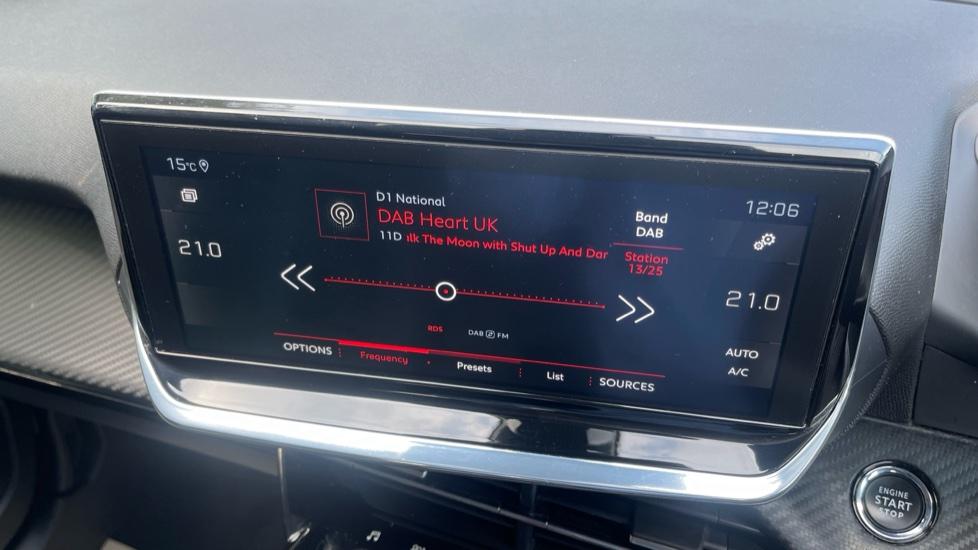 15°C
12:06
D1 National
DAB Heart UK
11D ılk The Moon with Shut Up And Dar
Band
DAB
Station
13/25
21.0
21.0
RDS
DAB FM
AUTO
A/C
OPTIONS
Frequency
Presets
List
SOURCES
ENGINE
START
STOP